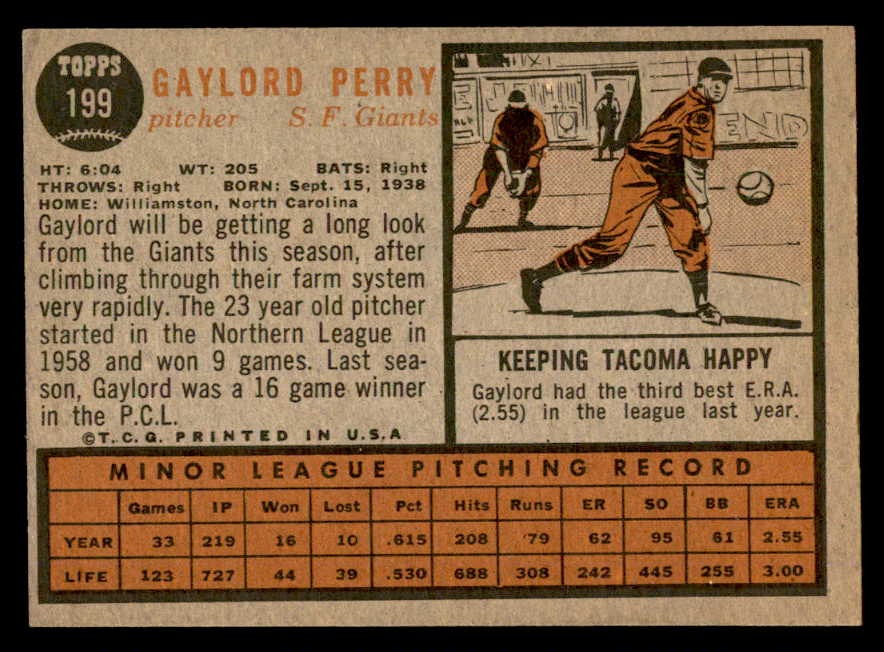 TOPPS
199
GAYLORD PERRY
pitcher S. F. Giants
HT: 6:04 WT: 205 BATS: Right
THROWS: Right BORN: Sept. 15, 1938
HOME: Williamston, North Carolina
Gaylord will be getting a long look
from the Giants this season, after
climbing through their farm system
very rapidly. The 23 year old pitcher
started in the Northern League in
1958 and won 9 games. Last sea-
son, Gaylord was a 16 game winner
in the P.C.L.
©T.C.G. PRINTED IN U.S.A
END
KEEPING TACOMA HAPPY
Gaylord had the third best E.R.A.
(2.55) in the league last year.
MINOR LEAGUE PITCHING RECORD
Games IP Won Lost Pct Hits Runs ER SO BB ERA
YEAR 33 219 16 10 .615 208 79 62 95 61 2.55
LIFE 123 727 44 39 .530 688 308 242 445 255 3.00